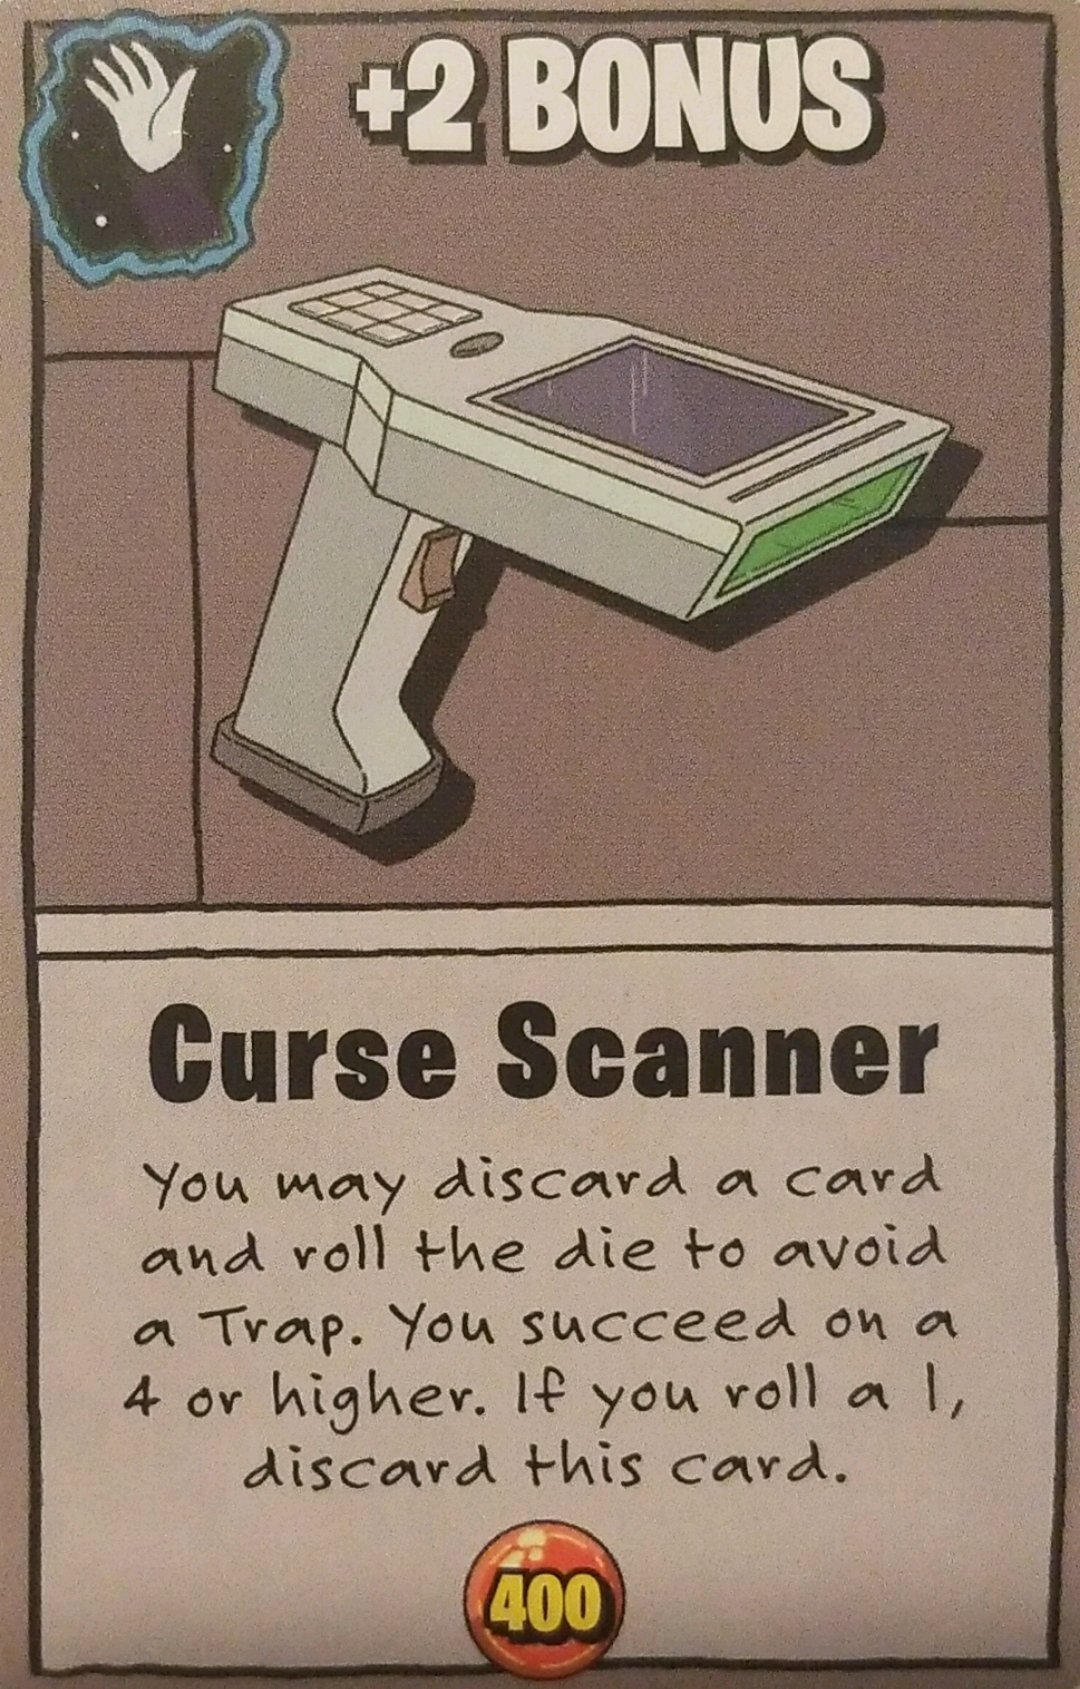 +2 BONUS
Curse Scanner
You may discard a card
and roll the die to avoid
a Trap. You succeed on a
4 or higher. If you roll a 1,
discard this card.
400